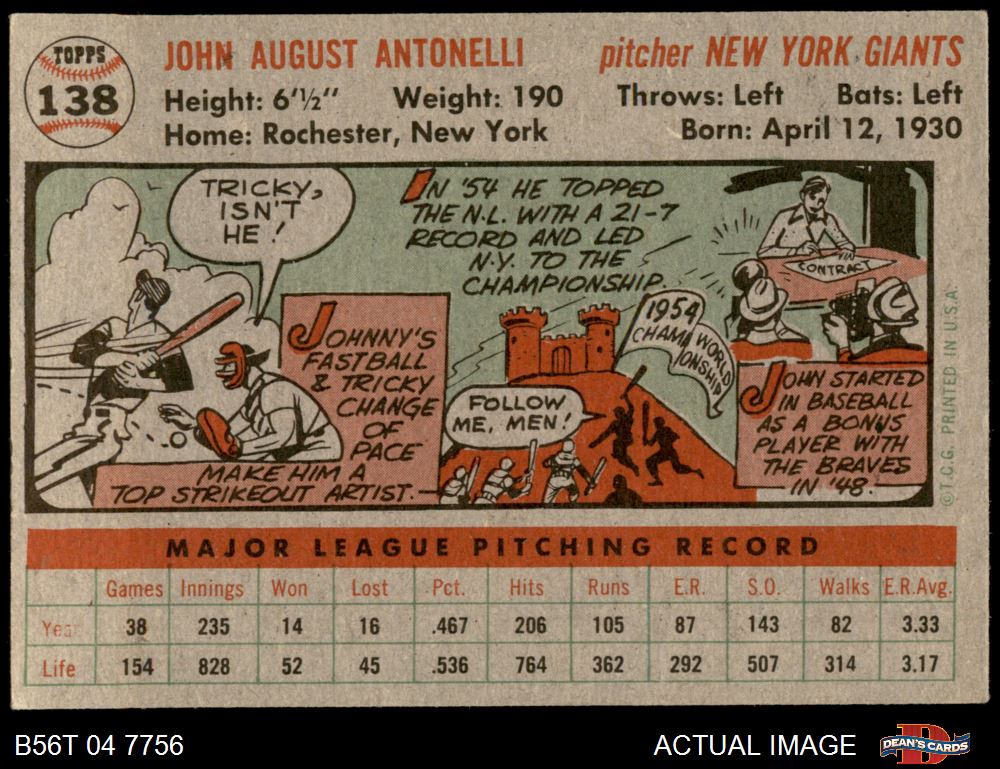 TOPPS
138
JOHN AUGUST ANTONELLI
pitcher NEW YORK GIANTS
Height: 6'½" Weight: 190 Throws: Left Bats: Left
Home: Rochester, New York Born: April 12, 1930
TRICKY,
ISN'T
HE!
JOHNNY'S
FASTBALL
& TRICKY
CHANGE
OF
PACE
MAKE HIM A
TOP STRIKEOUT ARTIST.
IN '54 HE TOPPED
THE N.L. WITH A 21-7
RECORD AND LED
N.Y. TO THE
CHAMPIONSHIP.
1954
WORLD
CHAMPIONSHIP
FOLLOW
ME, MEN!
CONTRACT
JOHN STARTED
IN BASEBALL
AS A BONUS
PLAYER WITH
THE BRAVES
IN '48.
©T.C.G. PRINTED IN U.S.A.
MAJOR LEAGUE PITCHING RECORD
Games Innings Won Lost Pct. Hits Runs E.R. S.O. Walks E.R.Avg.
Year 38 235 14 16 .467 206 105 87 143 82 3.33
Life 154 828 52 45 .536 764 362 292 507 314 3.17
B56T 04 7756
ACTUAL IMAGE
DEAN'S CARDS